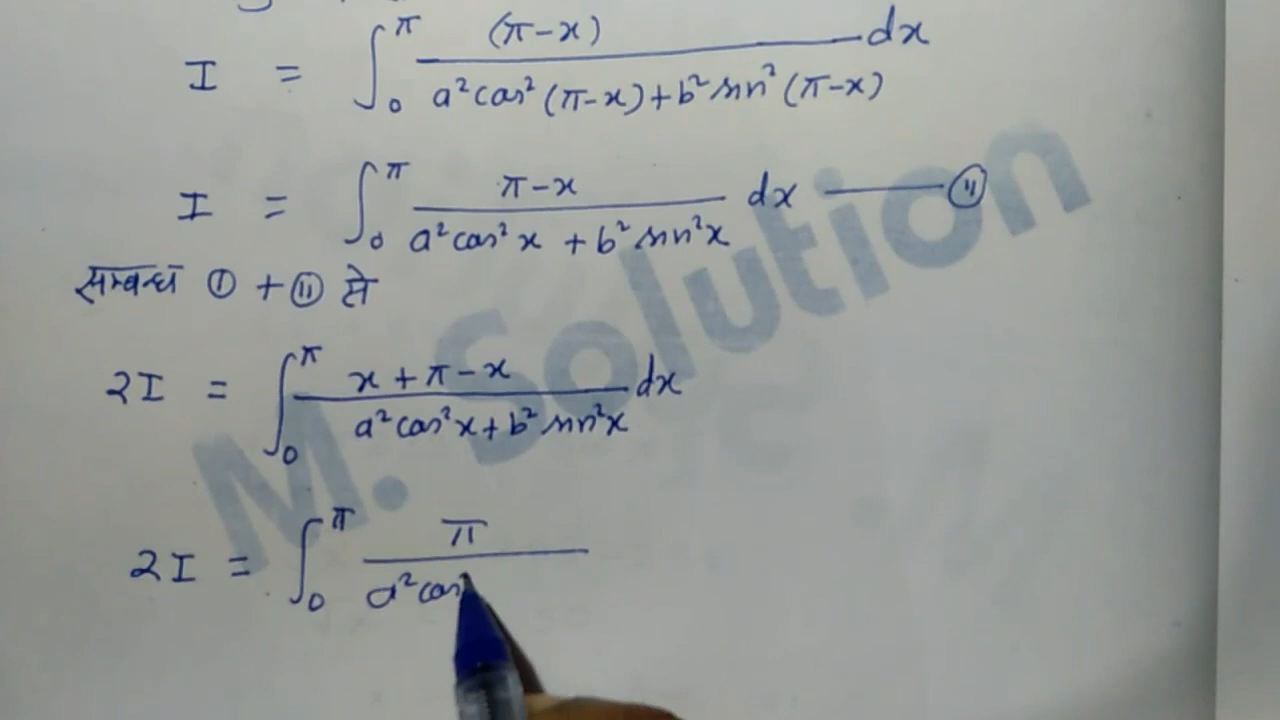 I = ∫₀^π (π-x) / a²cos²(π-x)+b²sin²(π-x) dx
I = ∫₀^π π-x / a²cos²x + b²sin²x dx —— (ii)
सम्बन्ध (i) + (ii) से
2I = ∫₀^π x+π-x / a²cos²x+b²sin²x dx
2I = ∫₀^π π / a²cos
M. Solution